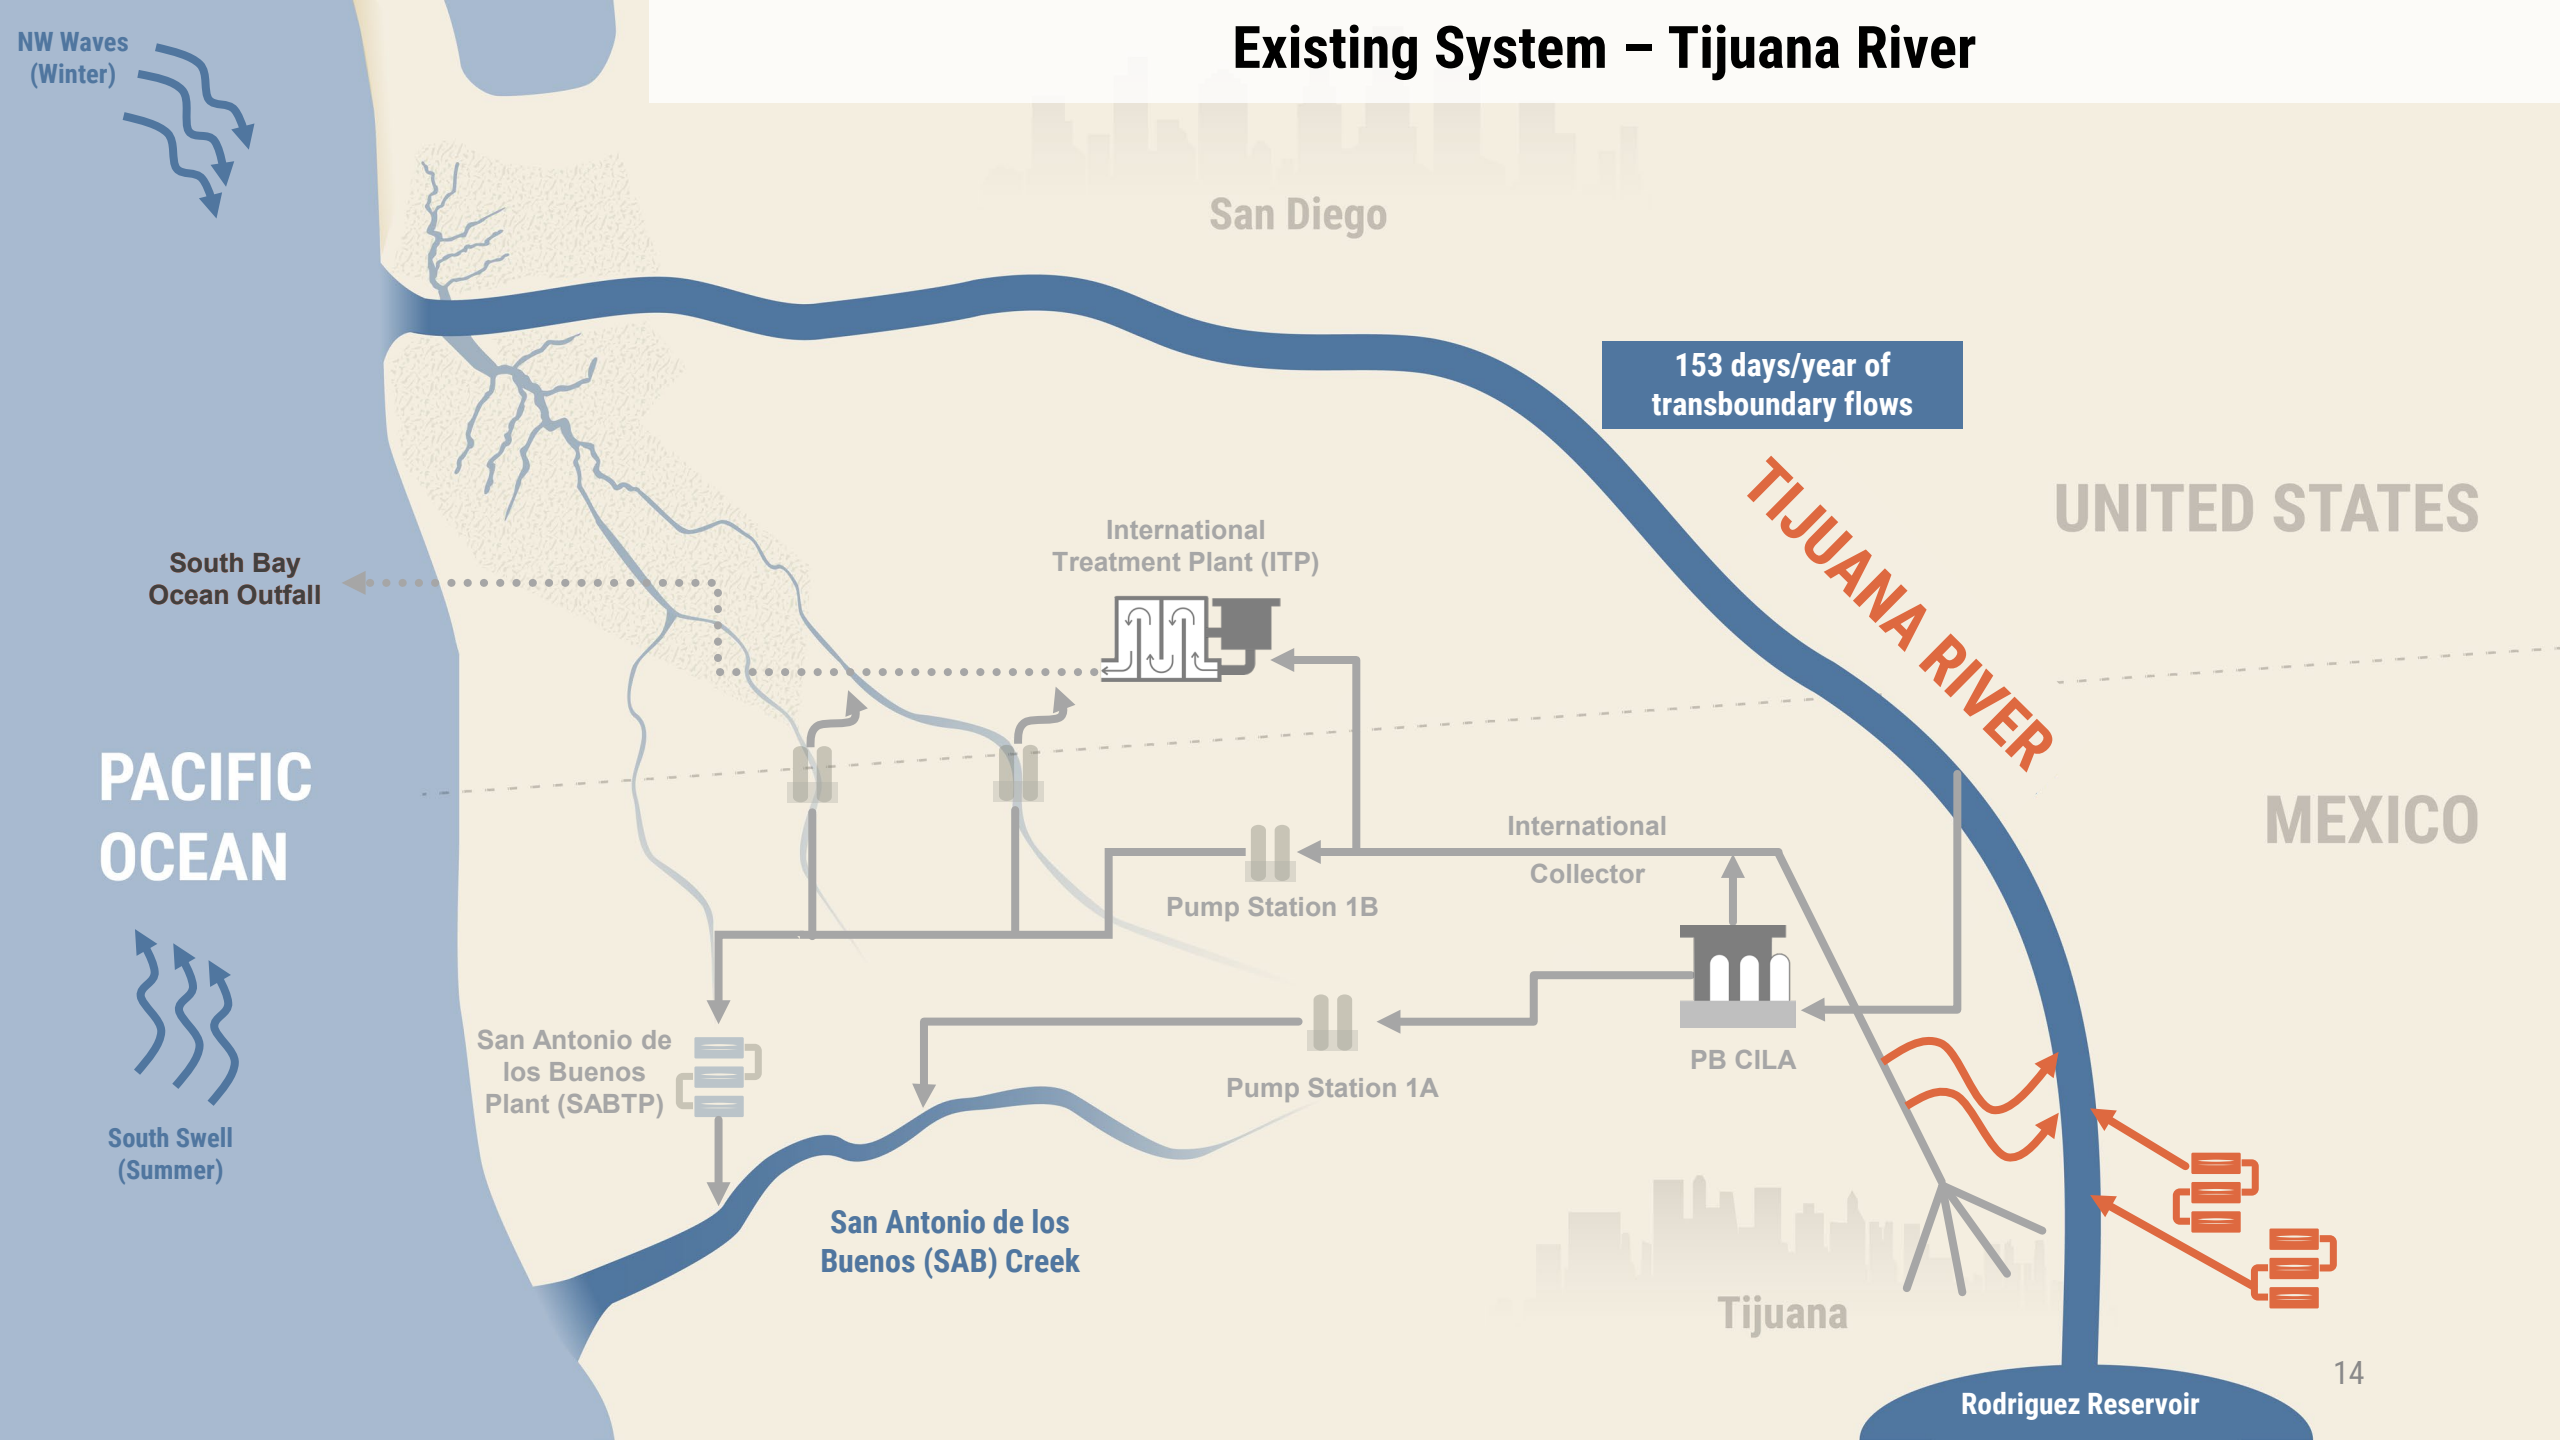 Existing System – Tijuana River
NW Waves
(Winter)
San Diego
153 days/year of
transboundary flows
TIJUANA RIVER
UNITED STATES
International
Treatment Plant (ITP)
South Bay
Ocean Outfall
PACIFIC
OCEAN
MEXICO
International
Collector
Pump Station 1B
PB CILA
Pump Station 1A
San Antonio de
los Buenos
Plant (SABTP)
South Swell
(Summer)
San Antonio de los
Buenos (SAB) Creek
Tijuana
14
Rodriguez Reservoir